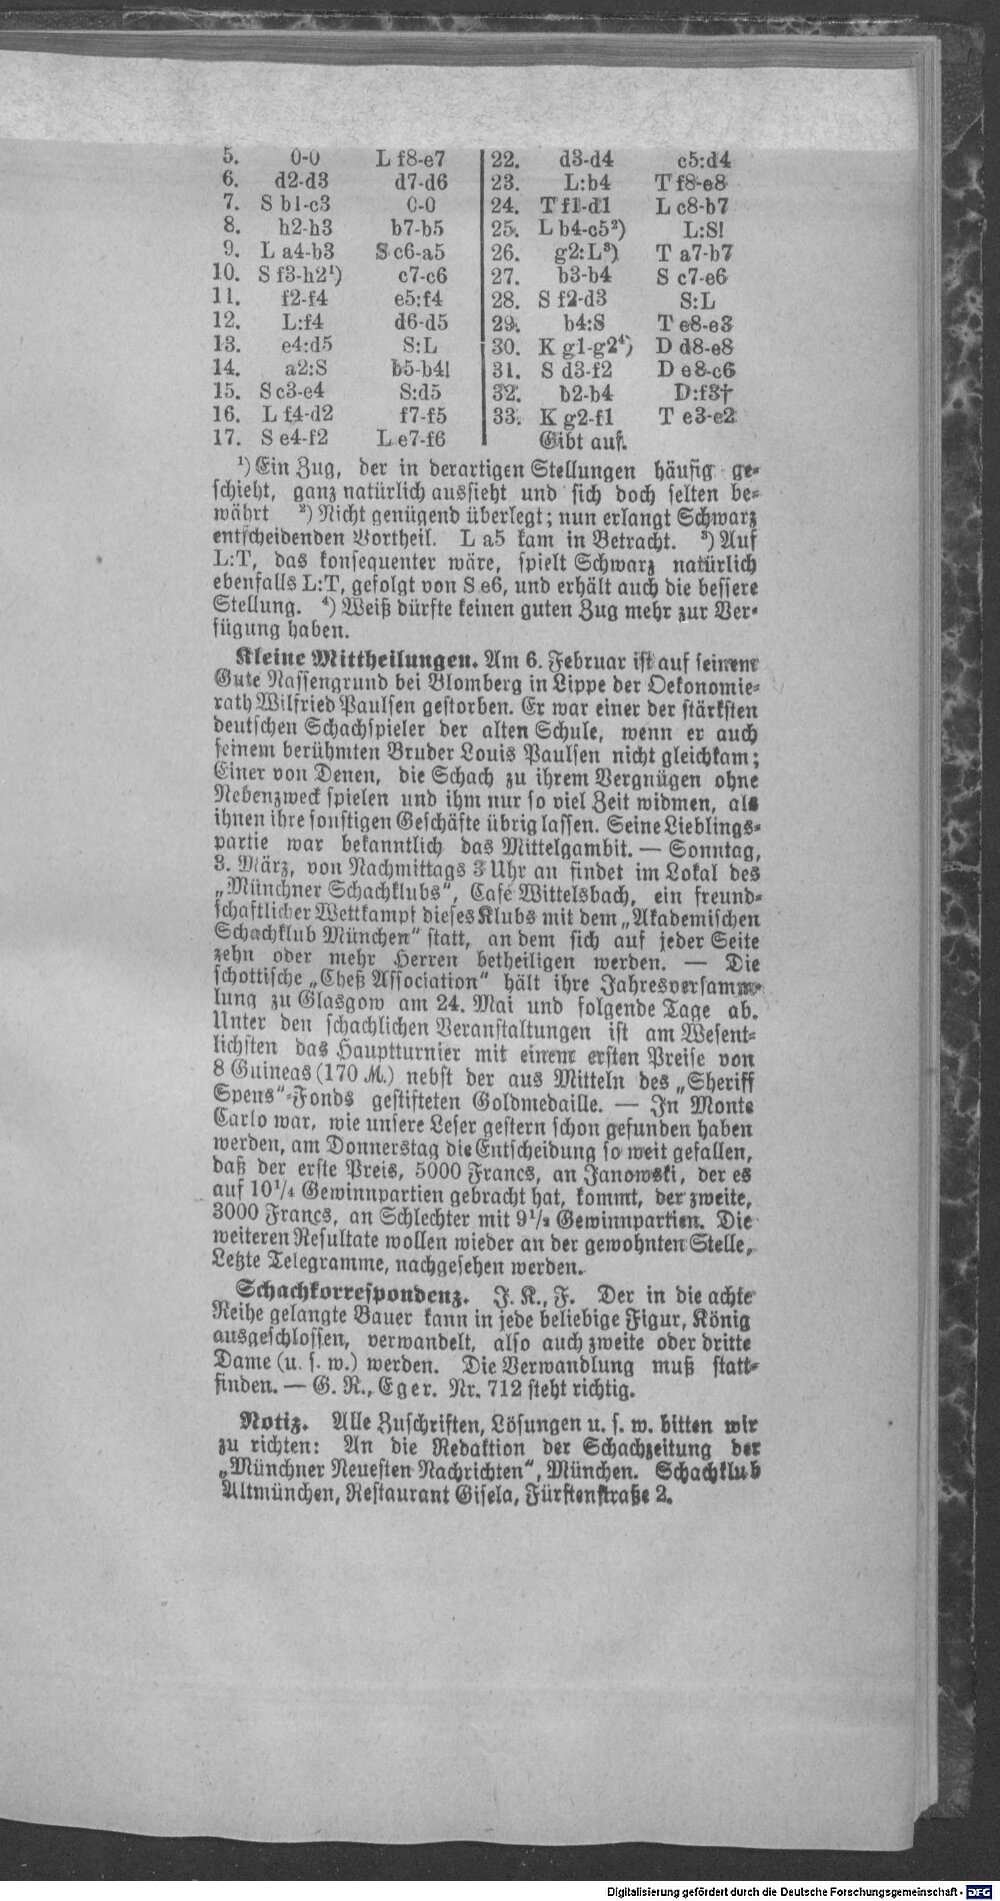 5. 0-0 L f8-e7
6. d2-d3 d7-d6
7. S b1-c3 0-0
8. h2-h3 b7-b5
9. L a4-b3 S c6-a5
10. S f3-h2¹) c7-c6
11. f2-f4 e5:f4
12. L:f4 d6-d5
13. e4:d5 S:L
14. a2:S b5-b4!
15. S c3-e4 S:d5
16. L f4-d2 f7-f5
17. S e4-f2 L e7-f6
22. d3-d4 c5:d4
23. L:b4 T f8-e8
24. T f1-d1 L c8-b7
25. L b4-c5²) L:S!
26. g2:L³) T a7-b7
27. b3-b4 S c7-e6
28. S f2-d3 S:L
29. b4:S T e8-e3
30. K g1-g2⁴) D d8-e8
31. S d3-f2 D e8-c6
32. b2-b4 D:f3†
33. K g2-f1 T e3-e2
Gibt auf.
¹) Ein Zug, der in derartigen Stellungen häufig ge-
schieht, ganz natürlich aussieht und sich doch selten be-
währt ²) Nicht genügend überlegt; nun erlangt Schwarz
entscheidenden Vortheil. L a5 kam in Betracht. ³) Auf
L:T, das konsequenter wäre, spielt Schwarz natürlich
ebenfalls L:T, gefolgt von S e6, und erhält auch die bessere
Stellung. ⁴) Weiß dürfte keinen guten Zug mehr zur Ver-
fügung haben.
Kleine Mittheilungen. Am 6. Februar ist auf seinem
Gute Nassengrund bei Blomberg in Lippe der Oekonomie-
rath Wilfried Paulsen gestorben. Er war einer der stärksten
deutschen Schachspieler der alten Schule, wenn er auch
seinem berühmten Bruder Louis Paulsen nicht gleichkam;
Einer von Denen, die Schach zu ihrem Vergnügen ohne
Nebenzweck spielen und ihm nur so viel Zeit widmen, als
ihnen ihre sonstigen Geschäfte übrig lassen. Seine Lieblings-
partie war bekanntlich das Mittelgambit. — Sonntag,
3. März, von Nachmittags 3 Uhr an findet im Lokal des
„Münchner Schachklubs“, Café Wittelsbach, ein freund-
schaftlicher Wettkampf dieses Klubs mit dem „Akademischen
Schachklub München“ statt, an dem sich auf jeder Seite
zehn oder mehr Herren betheiligen werden. — Die
schottische „Cheß Association“ hält ihre Jahresversamm-
lung zu Glasgow am 24. Mai und folgende Tage ab.
Unter den schachlichen Veranstaltungen ist am Wesent-
lichsten das Hauptturnier mit einem ersten Preise von
8 Guineas (170 M.) nebst der aus Mitteln des „Sheriff
Spens“-Fonds gestifteten Goldmedaille. — In Monte
Carlo war, wie unsere Leser gestern schon gefunden haben
werden, am Donnerstag die Entscheidung so weit gefallen,
daß der erste Preis, 5000 Francs, an Janowski, der es
auf 10¹/₄ Gewinnpartien gebracht hat, kommt, der zweite,
3000 Francs, an Schlechter mit 9¹/₂ Gewinnpartien. Die
weiteren Resultate wollen wieder an der gewohnten Stelle,
Letzte Telegramme, nachgesehen werden.
Schachkorrespondenz. J. K., F. Der in die achte
Reihe gelangte Bauer kann in jede beliebige Figur, König
ausgeschlossen, verwandelt, also auch zweite oder dritte
Dame (u. s. w.) werden. Die Verwandlung muß statt-
finden. — G. R., Eger. Nr. 712 steht richtig.
Notiz. Alle Zuschriften, Lösungen u. s. w. bitten wir
zu richten: An die Redaktion der Schachzeitung der
„Münchner Neuesten Nachrichten“, München. Schachklub
Altmünchen, Restaurant Gisela, Fürstenstraße 2.
Digitalisierung gefördert durch die Deutsche Forschungsgemeinschaft - DFG